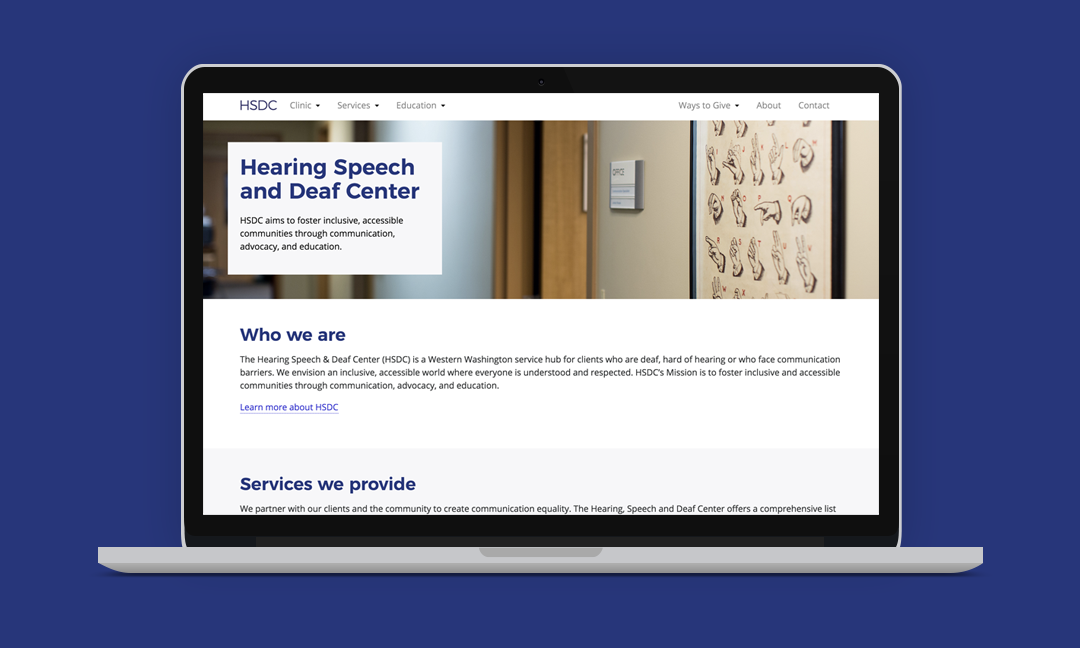 HSDC Clinic Services Education Ways to Give About Contact
Hearing Speech
and Deaf Center
HSDC aims to foster inclusive, accessible
communities through communication,
advocacy, and education.
OFFICE
Who we are
The Hearing Speech & Deaf Center (HSDC) is a Western Washington service hub for clients who are deaf, hard of hearing or who face communication
barriers. We envision an inclusive, accessible world where everyone is understood and respected. HSDC's Mission is to foster inclusive and accessible
communities through communication, advocacy, and education.
Learn more about HSDC
Services we provide
We partner with our clients and the community to create communication equality. The Hearing, Speech and Deaf Center offers a comprehensive list